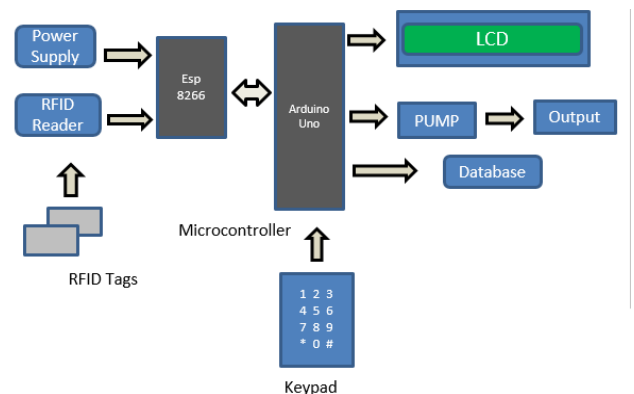 Power
Supply
RFID
Reader
RFID Tags
Esp
8266
Microcontroller
Arduino
Uno
LCD
PUMP
Output
Database
1 2 3
4 5 6
7 8 9
* 0 #
Keypad